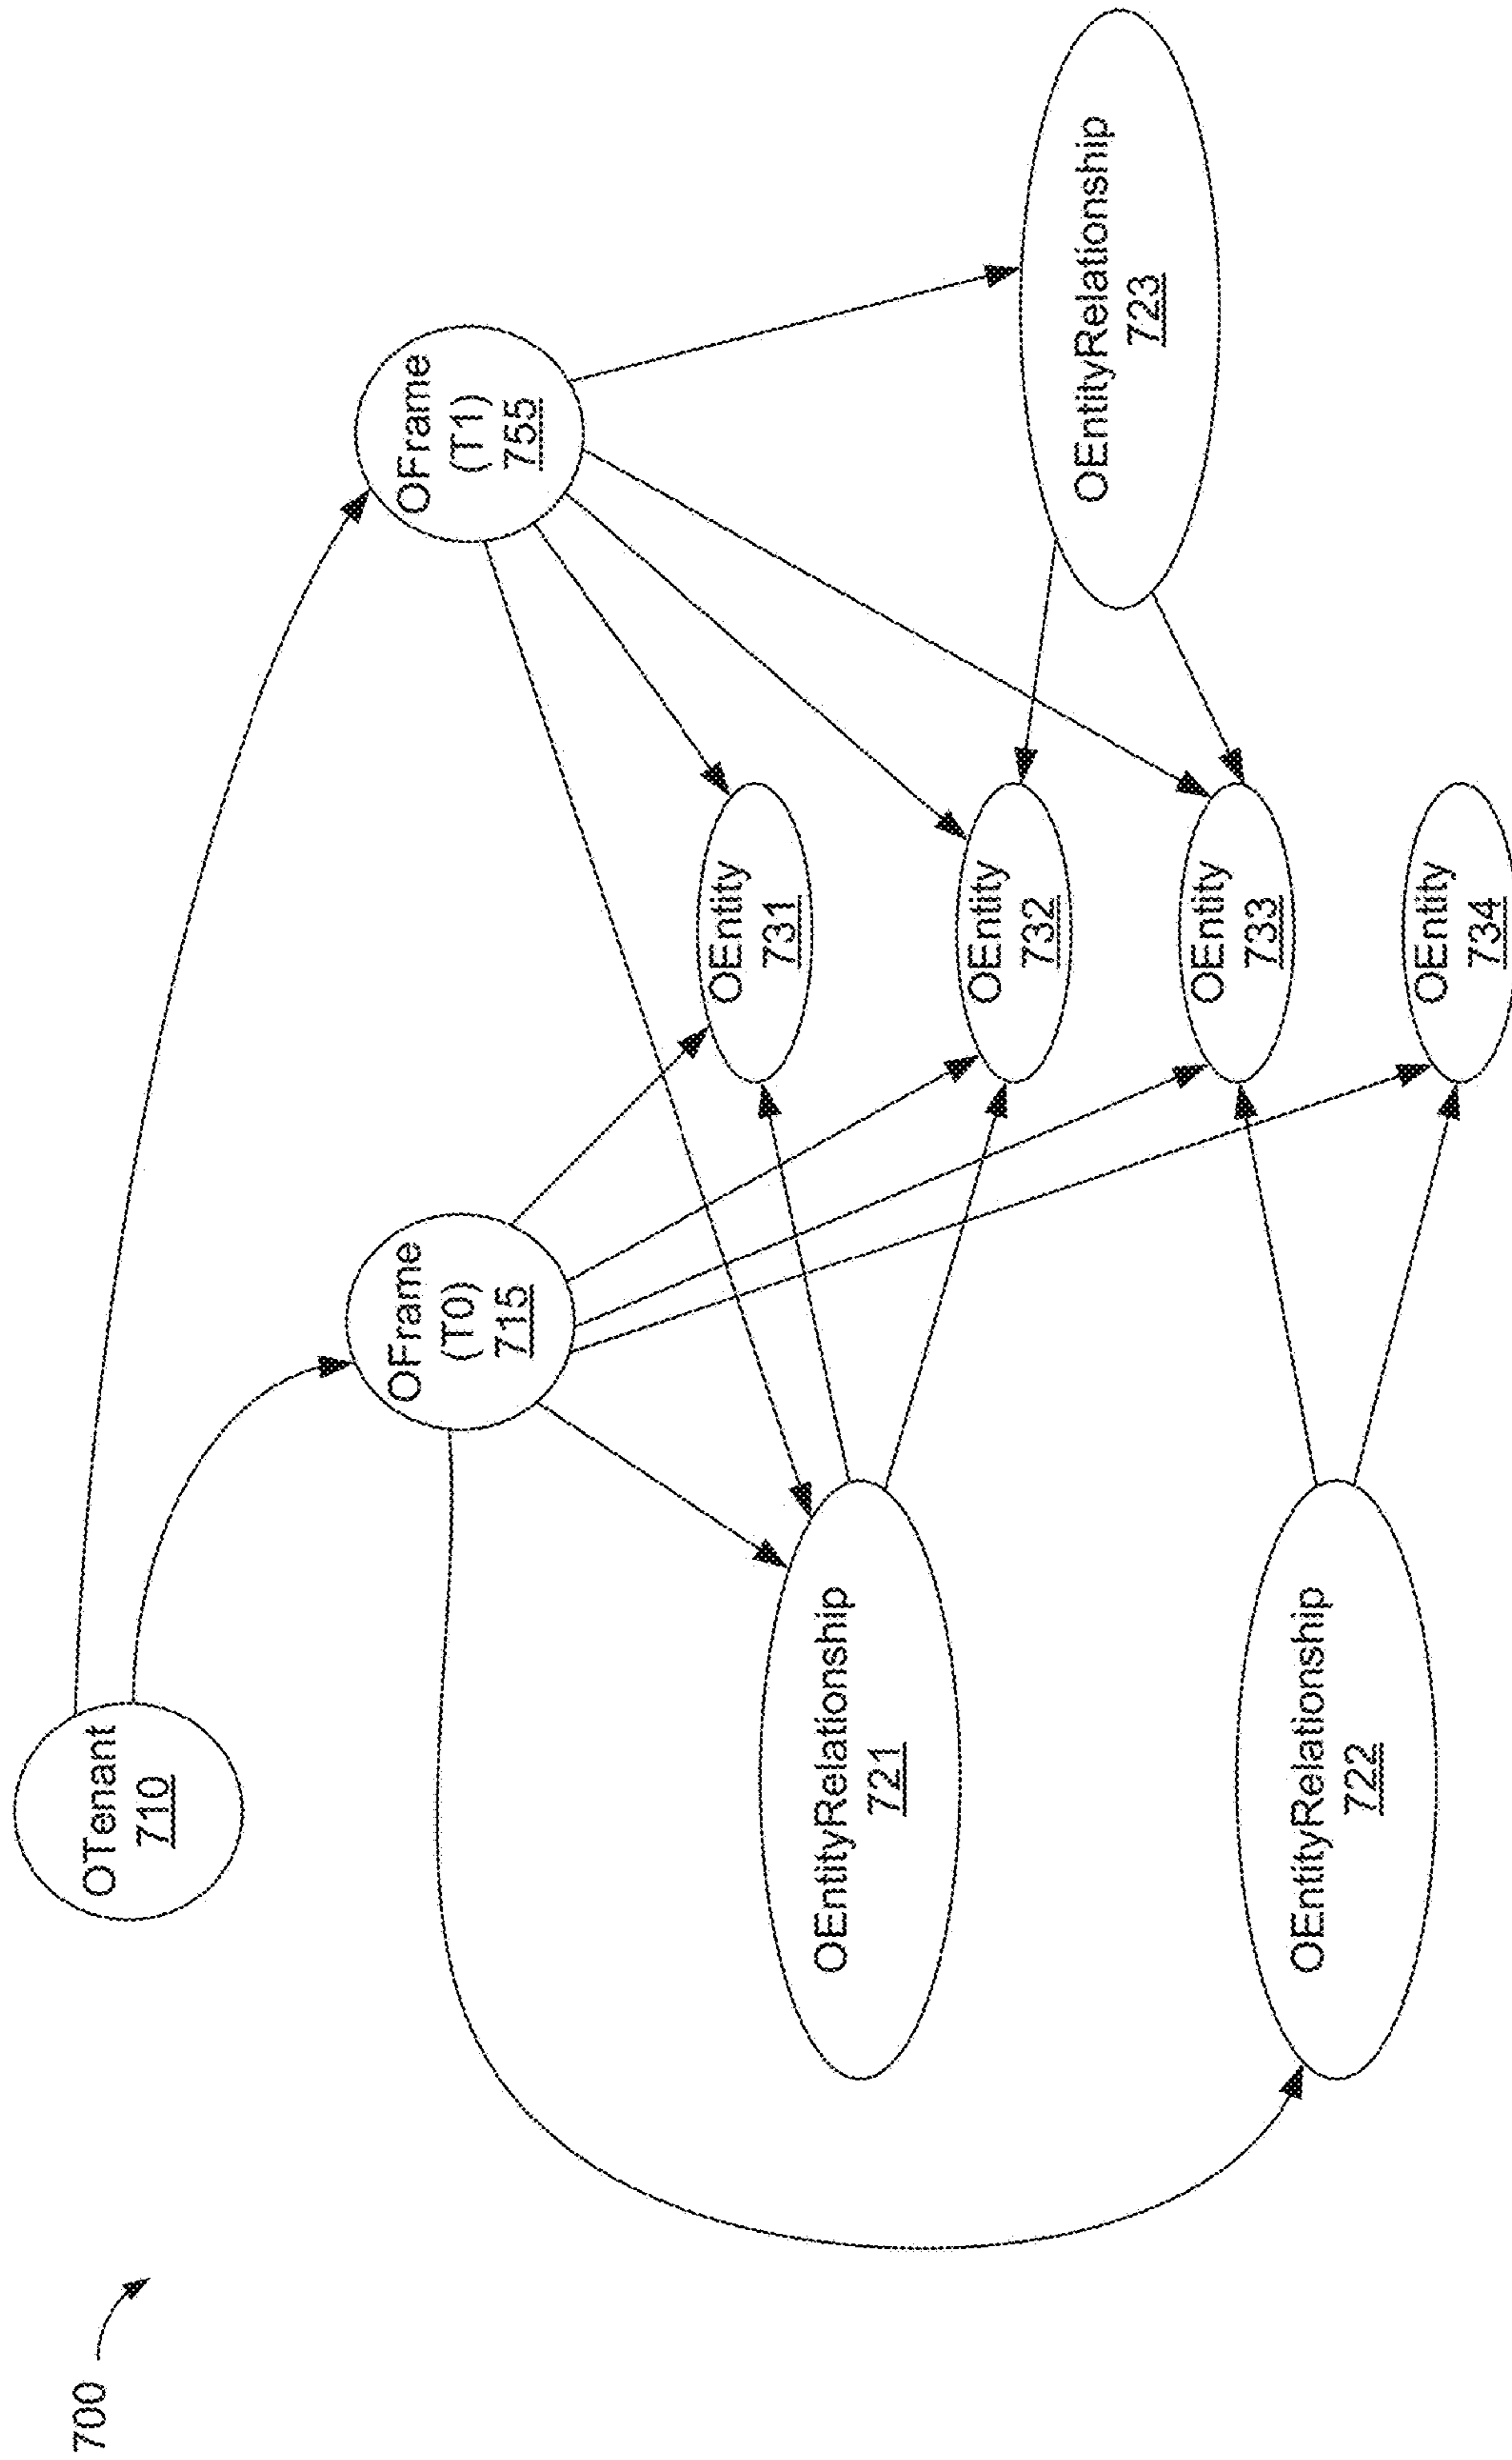 700
OTenant
710
OFrame
(T0)
715
OFrame
(T1)
755
OEntityRelationship
721
OEntity
731
OEntity
732
OEntityRelationship
723
OEntityRelationship
722
OEntity
733
OEntity
734